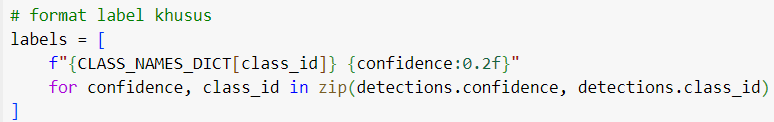 # format label khusus
labels = [
    f"{CLASS_NAMES_DICT[class_id]} {confidence:0.2f}"
    for confidence, class_id in zip(detections.confidence, detections.class_id)
]